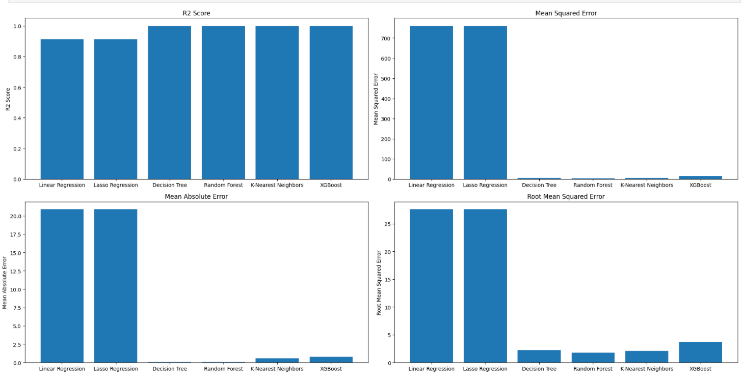 R2 Score
R2 Score
1.0
0.8
0.6
0.4
0.2
0.0
Linear Regression Lasso Regression Decision Tree Random Forest K-Nearest Neighbors XGBoost
Mean Squared Error
Mean Squared Error
700
600
500
400
300
200
100
0
Linear Regression Lasso Regression Decision Tree Random Forest K-Nearest Neighbors XGBoost
Mean Absolute Error
Mean Absolute Error
20.0
17.5
15.0
12.5
10.0
7.5
5.0
2.5
0.0
Linear Regression Lasso Regression Decision Tree Random Forest K-Nearest Neighbors XGBoost
Root Mean Squared Error
Root Mean Squared Error
25
20
15
10
5
0
Linear Regression Lasso Regression Decision Tree Random Forest K-Nearest Neighbors XGBoost